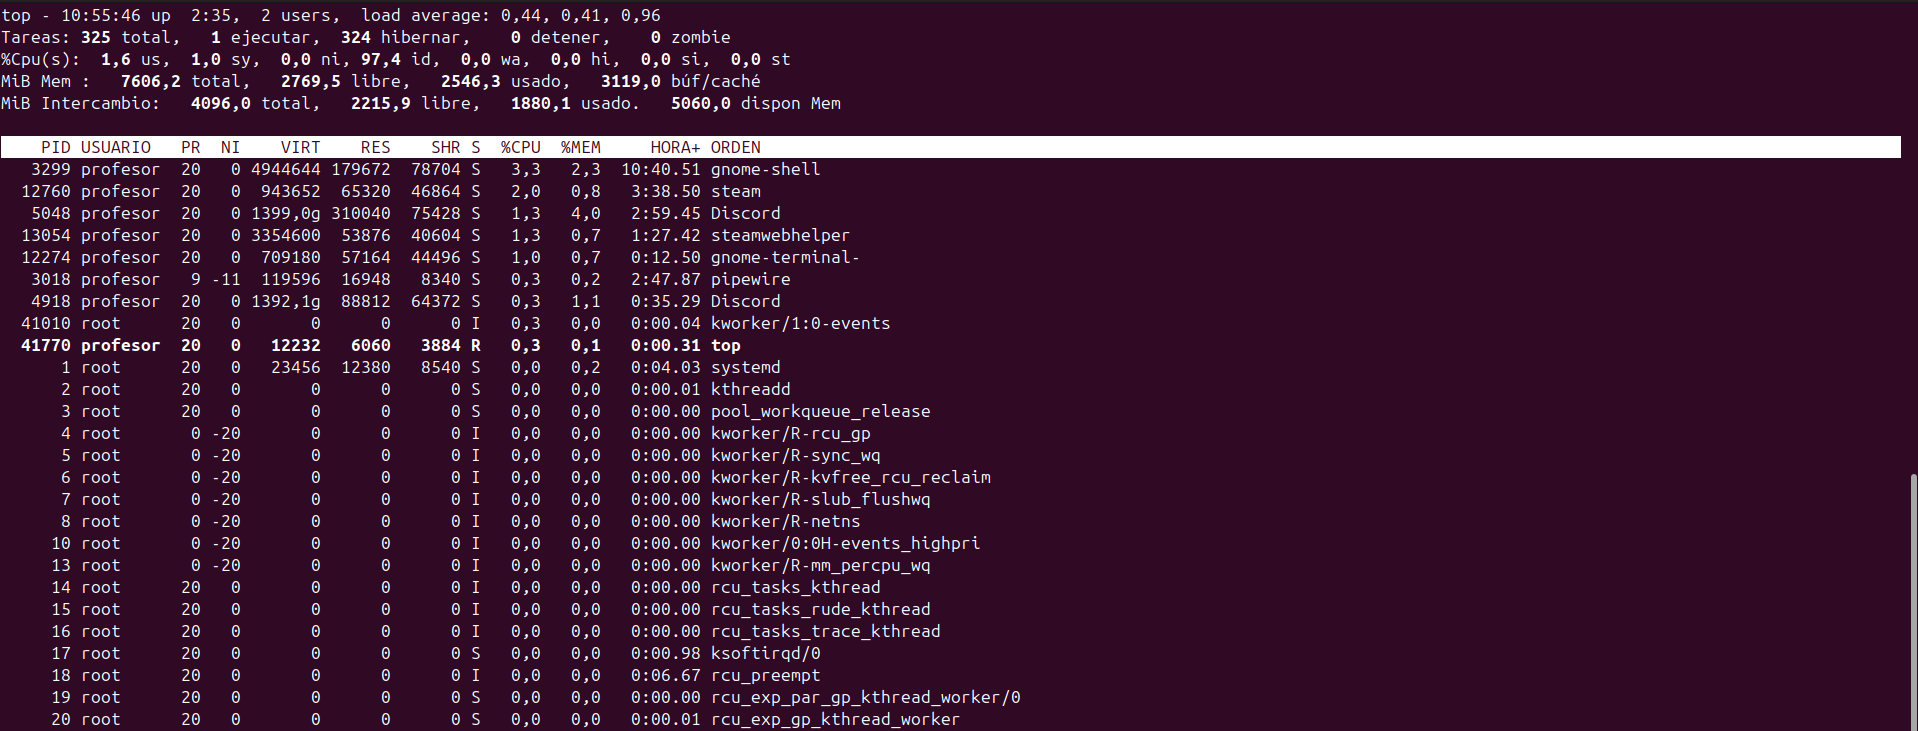 top - 10:55:46 up  2:35,  2 users,  load average: 0,44, 0,41, 0,96
Tareas: 325 total,   1 ejecutar,  324 hibernar,    0 detener,    0 zombie
%Cpu(s):  1,6 us,  1,0 sy,  0,0 ni, 97,4 id,  0,0 wa,  0,0 hi,  0,0 si,  0,0 st
MiB Mem :   7606,2 total,   2769,5 libre,   2546,3 usado,   3119,0 búf/caché
MiB Intercambio:   4096,0 total,   2215,9 libre,   1880,1 usado.   5060,0 dispon Mem
PID USUARIO   PR  NI    VIRT    RES    SHR S  %CPU  %MEM     HORA+ ORDEN
3299 profesor  20   0 4944644 179672  78704 S   3,3   2,3  10:40.51 gnome-shell
12760 profesor  20   0  943652  65320  46864 S   2,0   0,8   3:38.50 steam
5048 profesor  20   0 1399,0g 310040  75428 S   1,3   4,0   2:59.45 Discord
13054 profesor  20   0 3354600  53876  40604 S   1,3   0,7   1:27.42 steamwebhelper
12274 profesor  20   0  709180  57164  44496 S   1,0   0,7   0:12.50 gnome-terminal-
3018 profesor   9 -11  119596  16948   8340 S   0,3   0,2   2:47.87 pipewire
4918 profesor  20   0 1392,1g  88812  64372 S   0,3   1,1   0:35.29 Discord
41010 root      20   0       0      0      0 I   0,3   0,0   0:00.04 kworker/1:0-events
41770 profesor  20   0   12232   6060   3884 R   0,3   0,1   0:00.31 top
1 root      20   0   23456  12380   8540 S   0,0   0,2   0:04.03 systemd
2 root      20   0       0      0      0 S   0,0   0,0   0:00.01 kthreadd
3 root      20   0       0      0      0 S   0,0   0,0   0:00.00 pool_workqueue_release
4 root       0 -20       0      0      0 I   0,0   0,0   0:00.00 kworker/R-rcu_gp
5 root       0 -20       0      0      0 I   0,0   0,0   0:00.00 kworker/R-sync_wq
6 root       0 -20       0      0      0 I   0,0   0,0   0:00.00 kworker/R-kvfree_rcu_reclaim
7 root       0 -20       0      0      0 I   0,0   0,0   0:00.00 kworker/R-slub_flushwq
8 root       0 -20       0      0      0 I   0,0   0,0   0:00.00 kworker/R-netns
10 root       0 -20       0      0      0 I   0,0   0,0   0:00.00 kworker/0:0H-events_highpri
13 root       0 -20       0      0      0 I   0,0   0,0   0:00.00 kworker/R-mm_percpu_wq
14 root      20   0       0      0      0 I   0,0   0,0   0:00.00 rcu_tasks_kthread
15 root      20   0       0      0      0 I   0,0   0,0   0:00.00 rcu_tasks_rude_kthread
16 root      20   0       0      0      0 I   0,0   0,0   0:00.00 rcu_tasks_trace_kthread
17 root      20   0       0      0      0 S   0,0   0,0   0:00.98 ksoftirqd/0
18 root      20   0       0      0      0 I   0,0   0,0   0:06.67 rcu_preempt
19 root      20   0       0      0      0 S   0,0   0,0   0:00.00 rcu_exp_par_gp_kthread_worker/0
20 root      20   0       0      0      0 S   0,0   0,0   0:00.01 rcu_exp_gp_kthread_worker